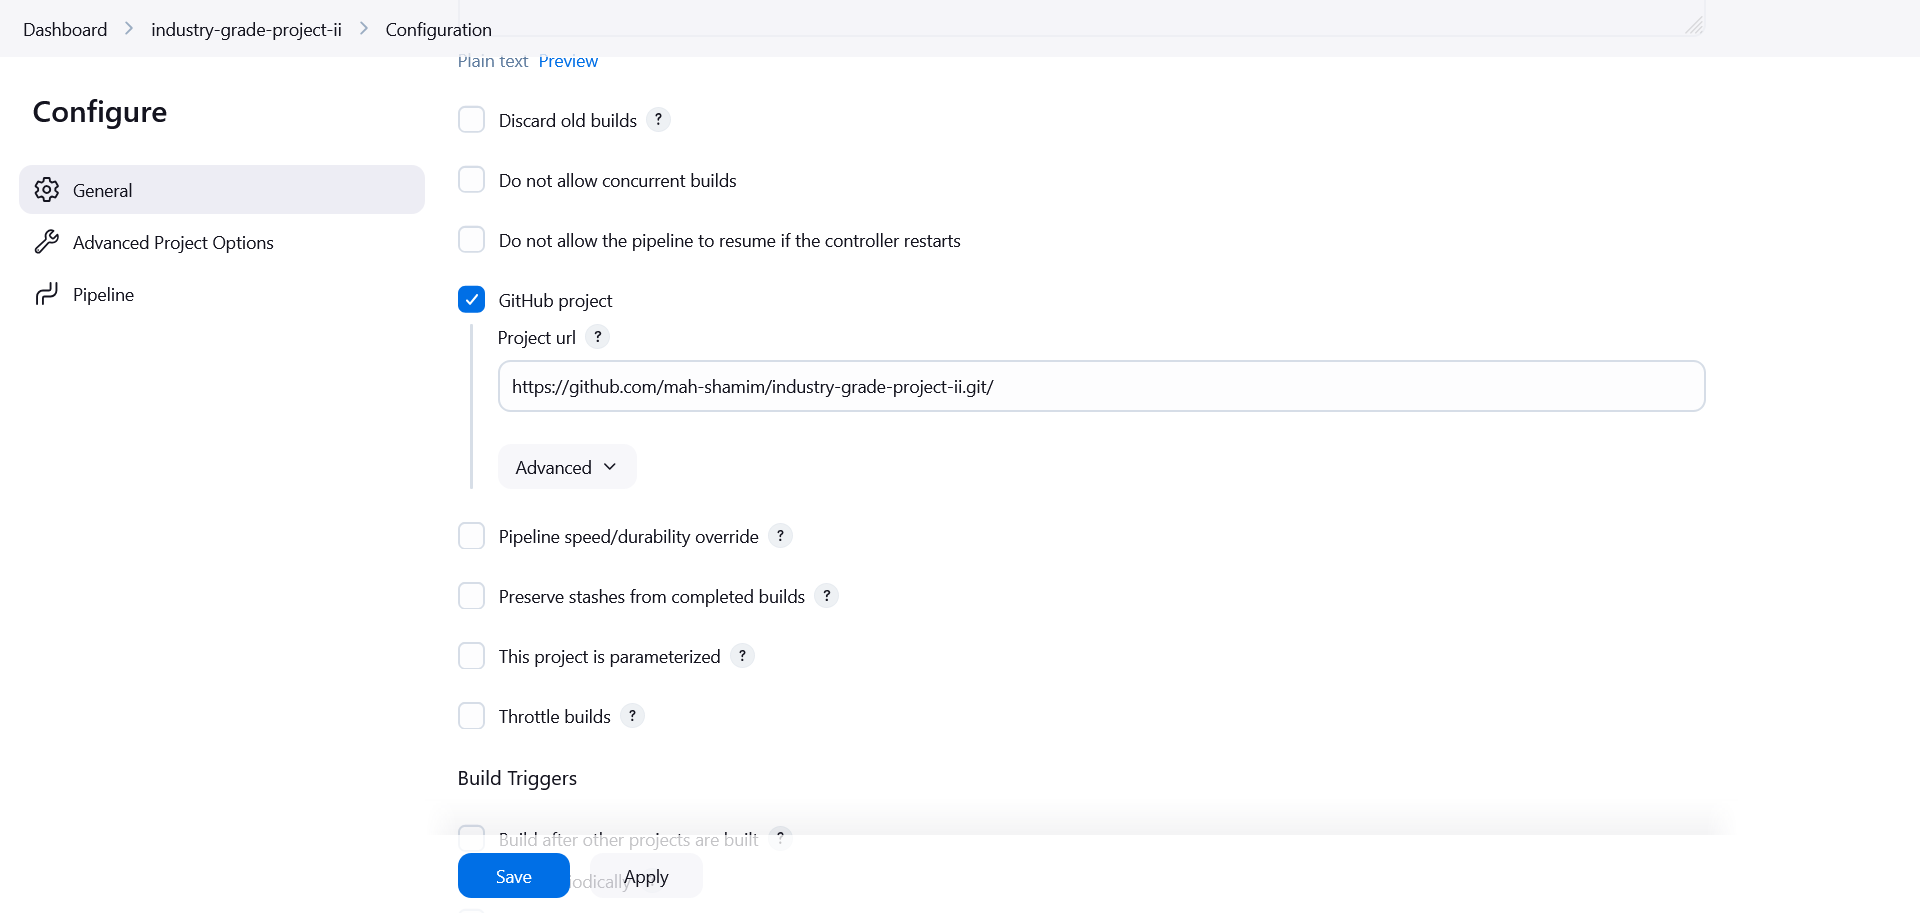 Dashboard > industry-grade-project-ii > Configuration
Plain text Preview
Configure
General
Advanced Project Options
Pipeline
Discard old builds ?
Do not allow concurrent builds
Do not allow the pipeline to resume if the controller restarts
GitHub project
Project url ?
https://github.com/mah-shamim/industry-grade-project-ii.git/
Advanced
Pipeline speed/durability override ?
Preserve stashes from completed builds ?
This project is parameterized ?
Throttle builds ?
Build Triggers
Build after other projects are built ?
Save Apply